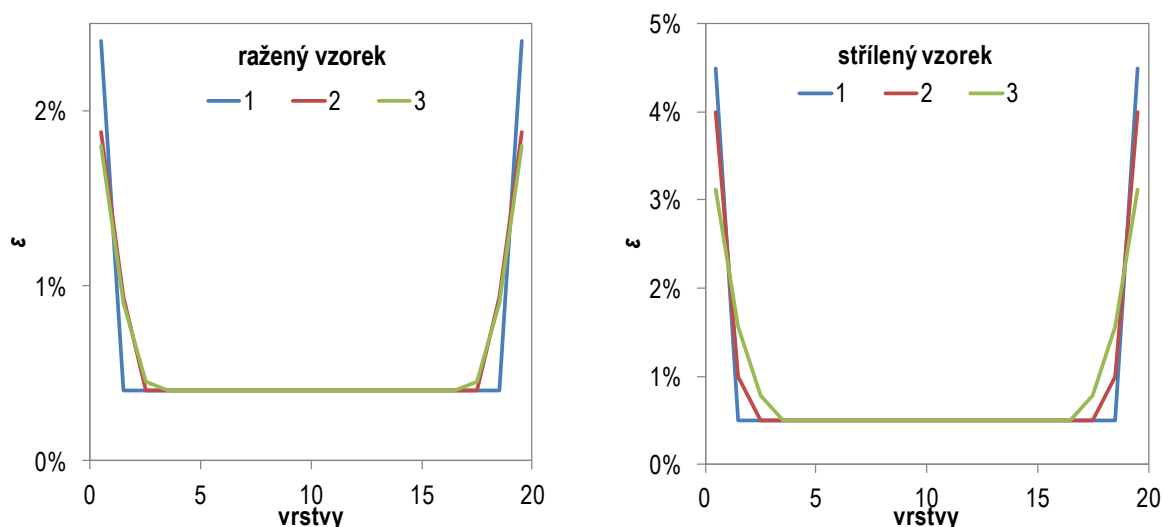 ražený vzorek
1 2 3
2%
1%
0%
ε
0 5 10 15 20
vrstvy
střílený vzorek
1 2 3
5%
4%
3%
2%
1%
0%
ε
0 5 10 15 20
vrstvy